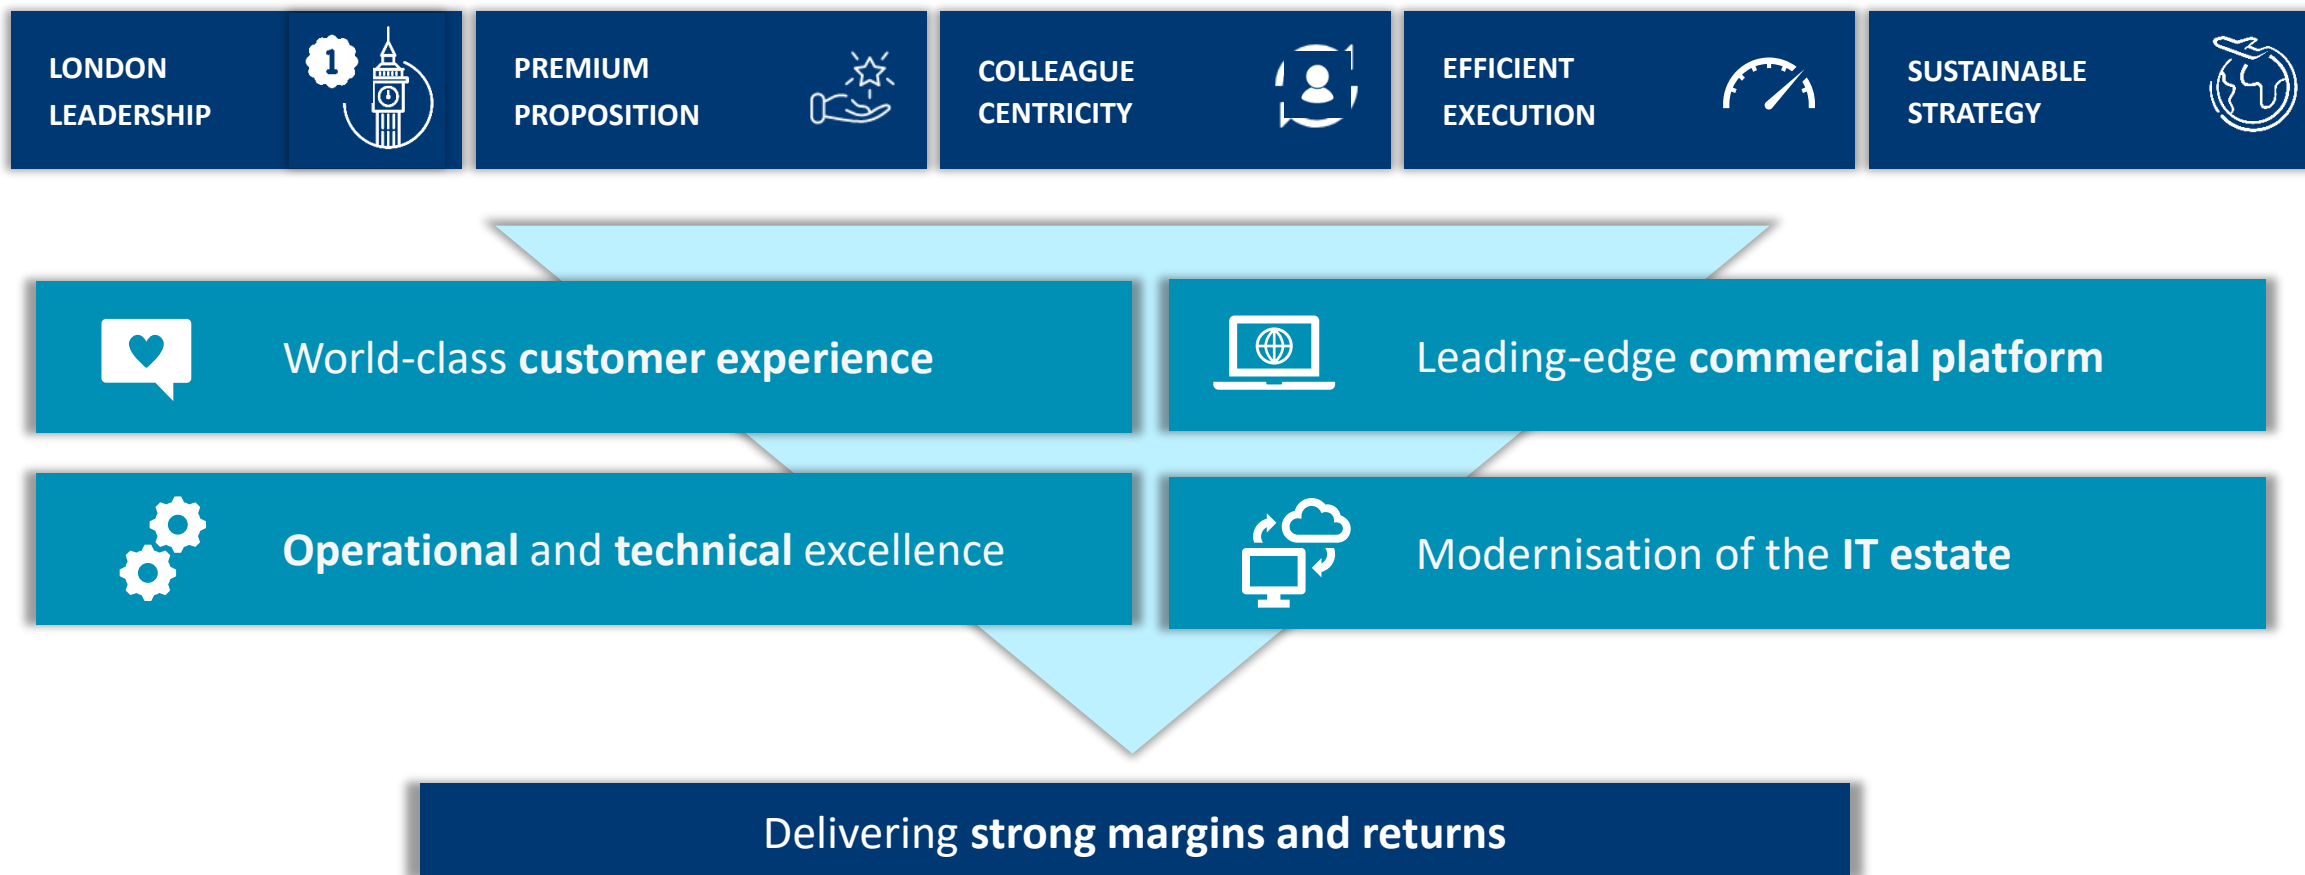 LONDON
LEADERSHIP
1
PREMIUM
PROPOSITION
COLLEAGUE
CENTRICITY
EFFICIENT
EXECUTION
SUSTAINABLE
STRATEGY
World-class customer experience
Leading-edge commercial platform
Operational and technical excellence
Modernisation of the IT estate
Delivering strong margins and returns